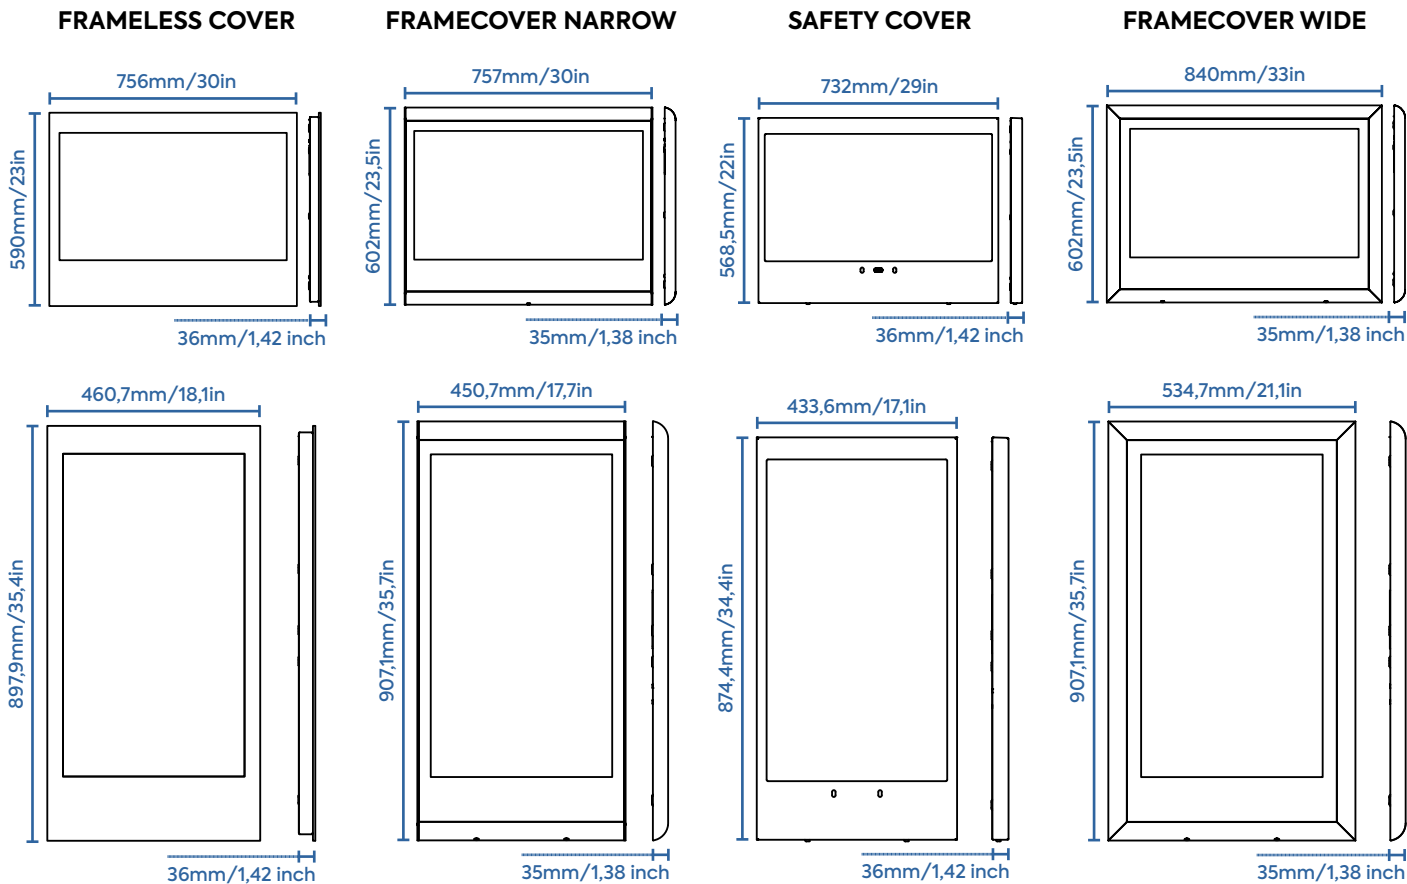 FRAMELESS COVER
FRAMECOVER NARROW
SAFETY COVER
FRAMECOVER WIDE
756mm/30in
590mm/23in
36mm/1,42 inch
757mm/30in
602mm/23,5in
35mm/1,38 inch
732mm/29in
568,5mm/22in
36mm/1,42 inch
840mm/33in
602mm/23,5in
35mm/1,38 inch
460,7mm/18,1in
897,9mm/35,4in
36mm/1,42 inch
450,7mm/17,7in
907,1mm/35,7in
35mm/1,38 inch
433,6mm/17,1in
874,4mm/34,4in
36mm/1,42 inch
534,7mm/21,1in
907,1mm/35,7in
35mm/1,38 inch